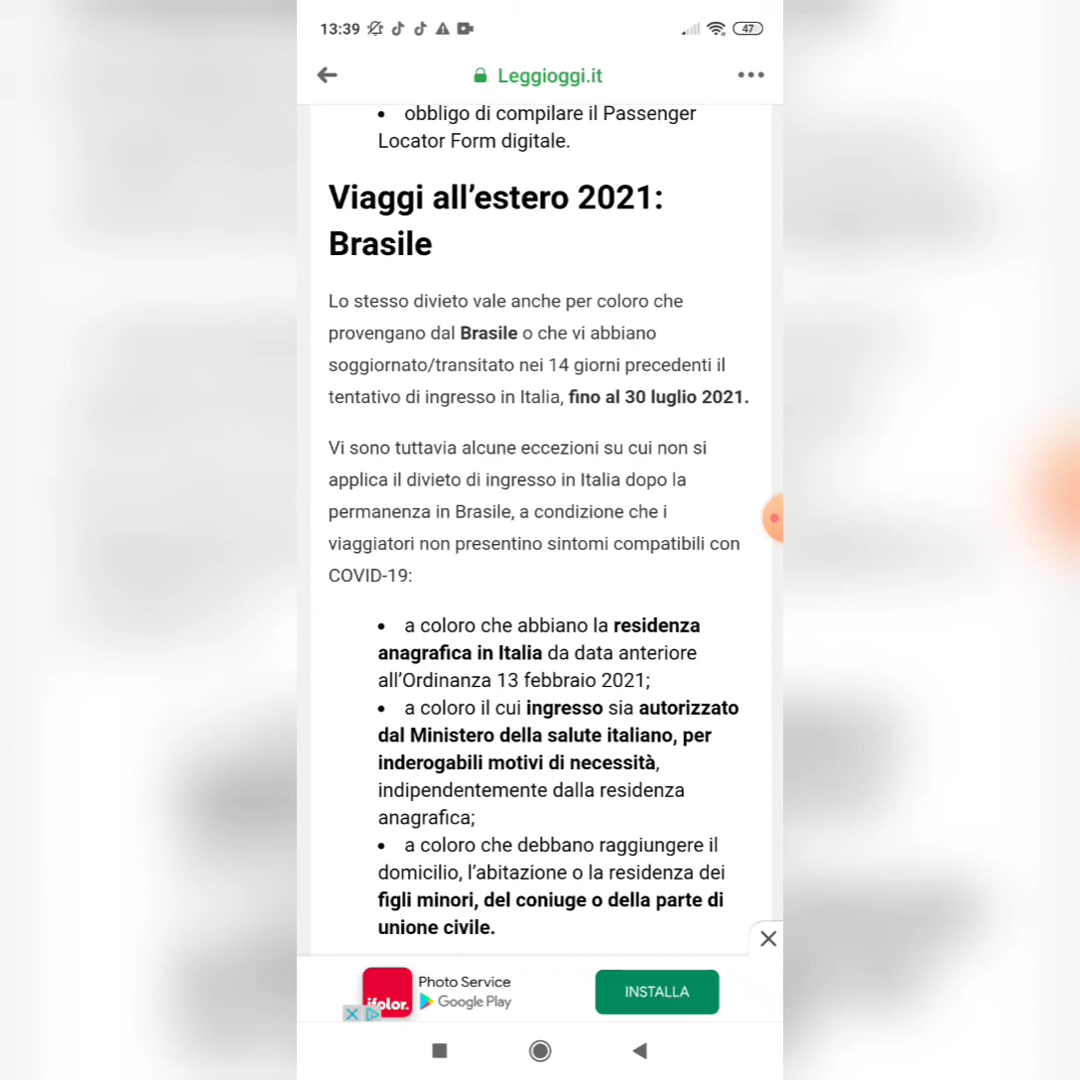 13:39
47
Leggioggi.it
• obbligo di compilare il Passenger
Locator Form digitale.
Viaggi all’estero 2021:
Brasile
Lo stesso divieto vale anche per coloro che
provengano dal Brasile o che vi abbiano
soggiornato/transitato nei 14 giorni precedenti il
tentativo di ingresso in Italia, fino al 30 luglio 2021.
Vi sono tuttavia alcune eccezioni su cui non si
applica il divieto di ingresso in Italia dopo la
permanenza in Brasile, a condizione che i
viaggiatori non presentino sintomi compatibili con
COVID-19:
• a coloro che abbiano la residenza
anagrafica in Italia da data anteriore
all’Ordinanza 13 febbraio 2021;
• a coloro il cui ingresso sia autorizzato
dal Ministero della salute italiano, per
inderogabili motivi di necessità,
indipendentemente dalla residenza
anagrafica;
• a coloro che debbano raggiungere il
domicilio, l’abitazione o la residenza dei
figli minori, del coniuge o della parte di
unione civile.
ifolor.
Photo Service
Google Play
INSTALLA